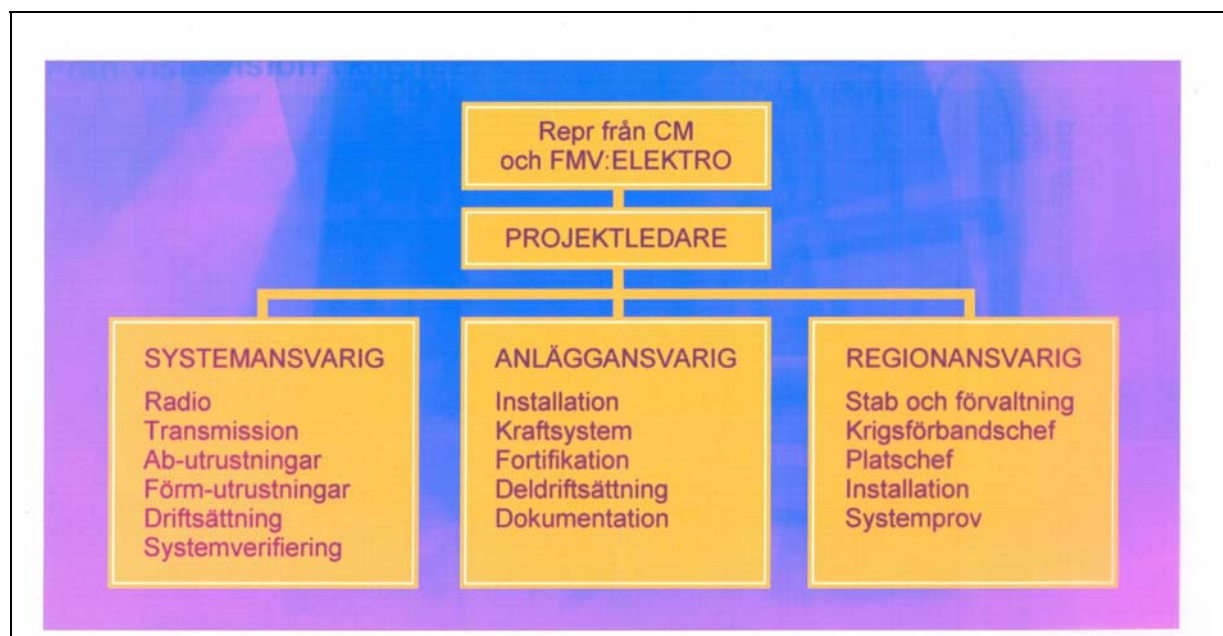 Repr från CM
och FMV:ELEKTRO
PROJEKTLEDARE
SYSTEMANSVARIG
Radio
Transmission
Ab-utrustningar
Förm-utrustningar
Driftsättning
Systemverifiering
ANLÄGGANSVARIG
Installation
Kraftsystem
Fortifikation
Deldriftsättning
Dokumentation
REGIONANSVARIG
Stab och förvaltning
Krigsförbandschef
Platschef
Installation
Systemprov